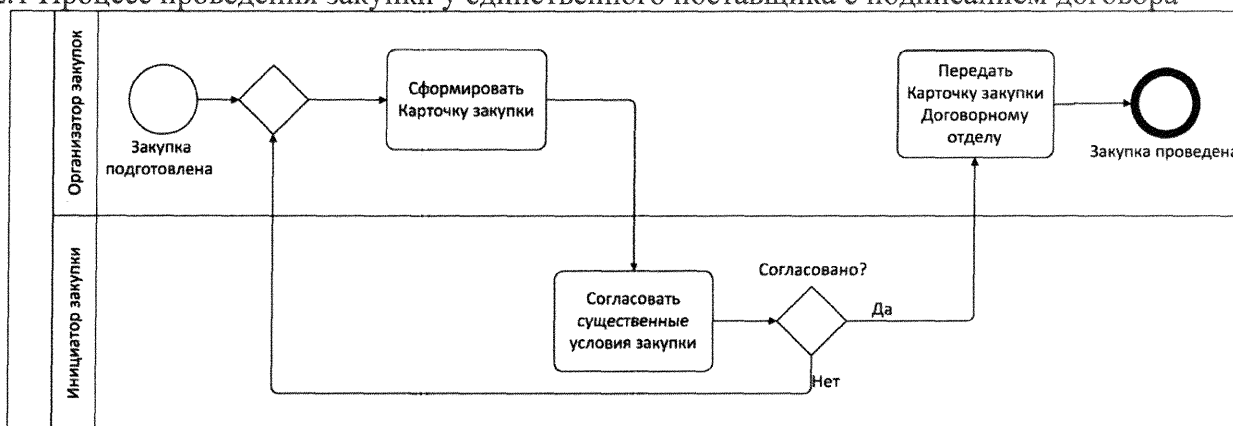 .1 Процесс проведения закупки у единственного поставщика с подписанием договора
Организатор закупок
Закупка
подготовлена
Сформировать
Карточку закупки
Передать
Карточку закупки
Договорному
отделу
Закупка проведена
Инициатор закупки
Согласовать
существенные
условия закупки
Согласовано?
Да
Нет